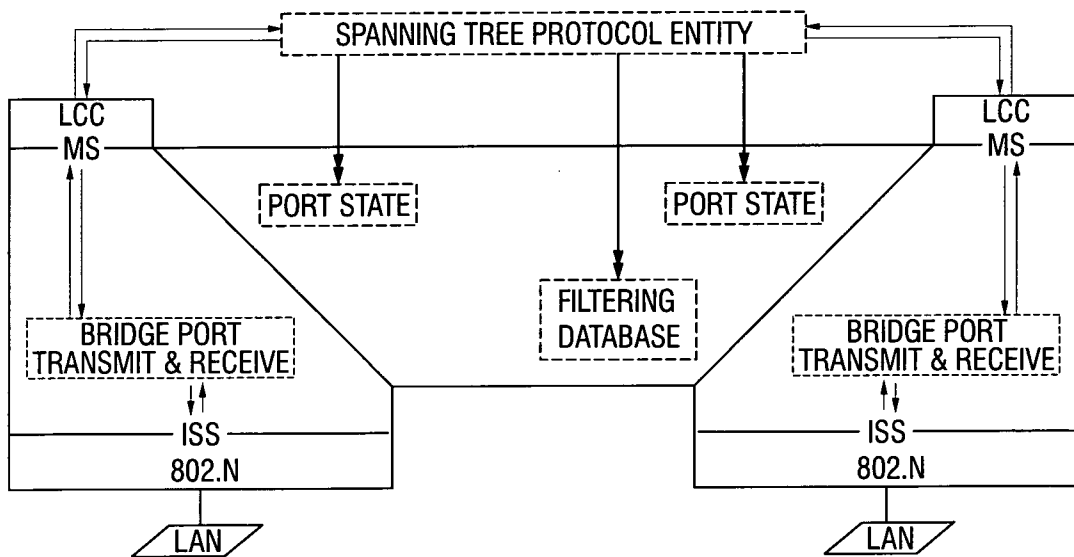 SPANNING TREE PROTOCOL ENTITY
LCC
LCC
MS
MS
PORT STATE
PORT STATE
FILTERING
DATABASE
BRIDGE PORT
TRANSMIT & RECEIVE
BRIDGE PORT
TRANSMIT & RECEIVE
ISS
ISS
802.N
802.N
LAN
LAN